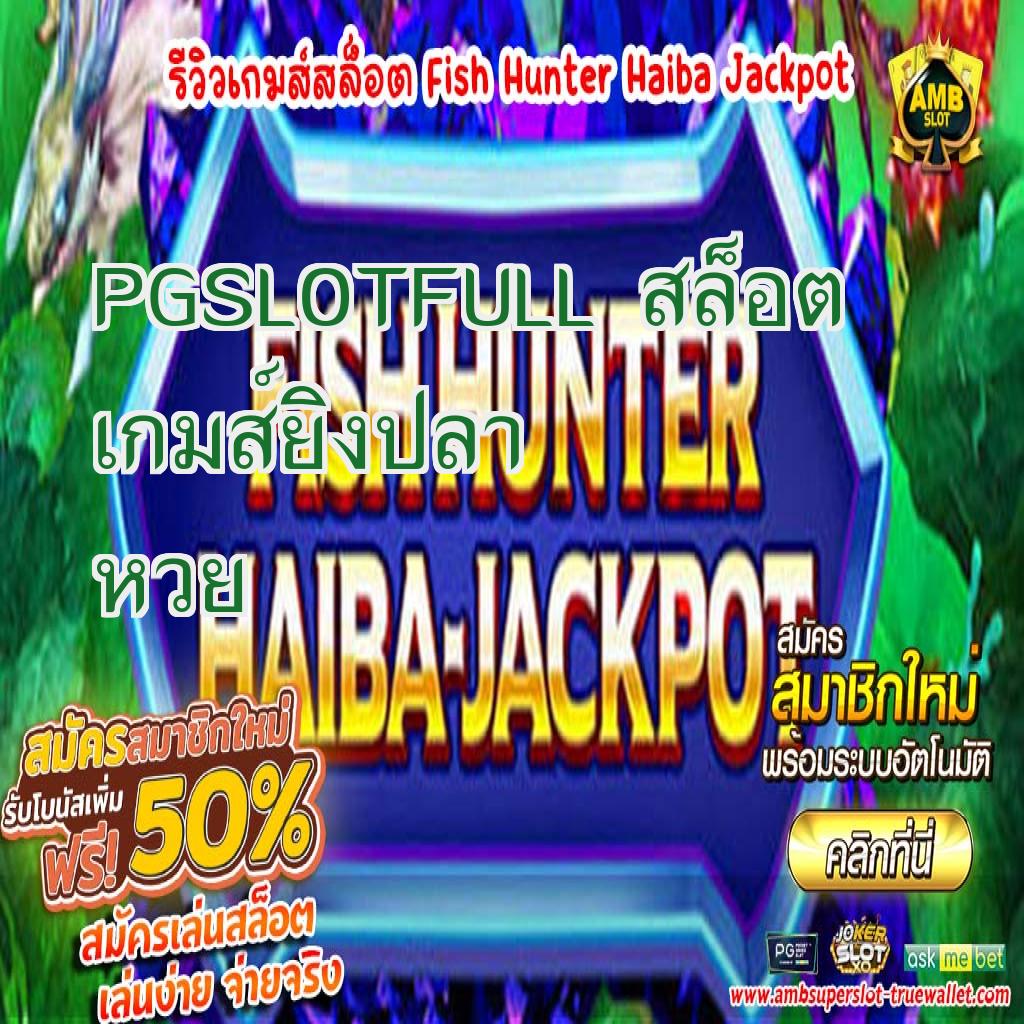 รีวิวเกมส์สล็อต Fish Hunter Haiba Jackpot
AMB
SLOT
PGSLOTFULL สล็อต
FISH HUNTER
เกมส์ยิงปลา
หวย
HAIBA-JACKPOT
สมัคร
สมาชิกใหม่
พร้อมระบบอัตโนมัติ
คลิกที่นี่
สมัครสมาชิกใหม่
รับโบนัสเพิ่ม
ฟรี! 50%
สมัครเล่นสล็อต
เล่นง่าย จ่ายจริง
PG
JOKER
SLOT
XO
ask me bet
www.ambsuperslot-truewallet.com